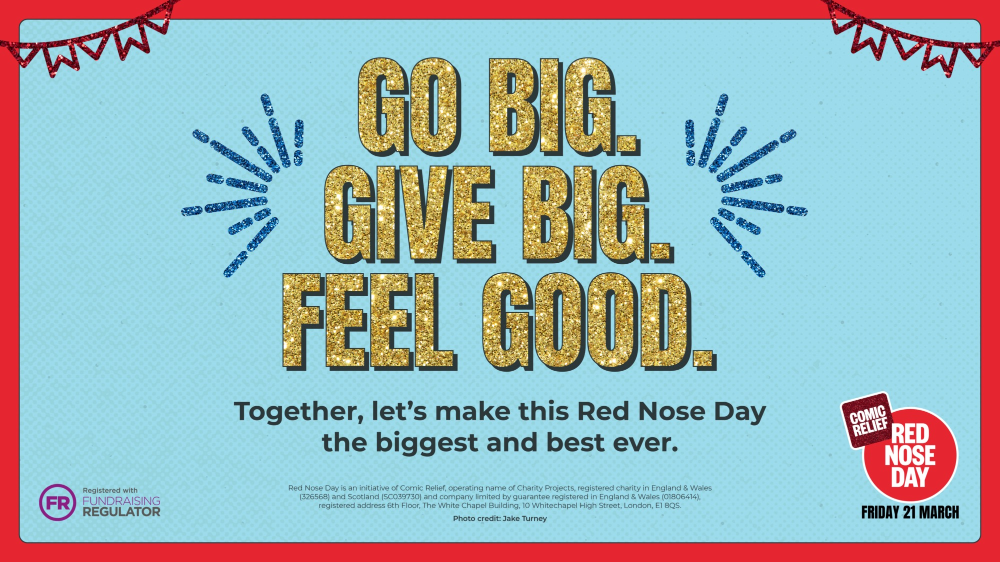 GO BIG.
GIVE BIG.
FEEL GOOD.
Together, let's make this Red Nose Day
the biggest and best ever.
COMIC
RELIEF
RED
NOSE
DAY
FRIDAY 21 MARCH
FR
Registered with
FUNDRAISING
REGULATOR
Red Nose Day is an initiative of Comic Relief, operating name of Charity Projects, registered charity in England & Wales
(326568) and Scotland (SC039730) and company limited by guarantee registered in England & Wales (01806414),
registered address 6th Floor, The White Chapel Building, 10 Whitechapel High Street, London, E1 8QS.
Photo credit: Jake Turney